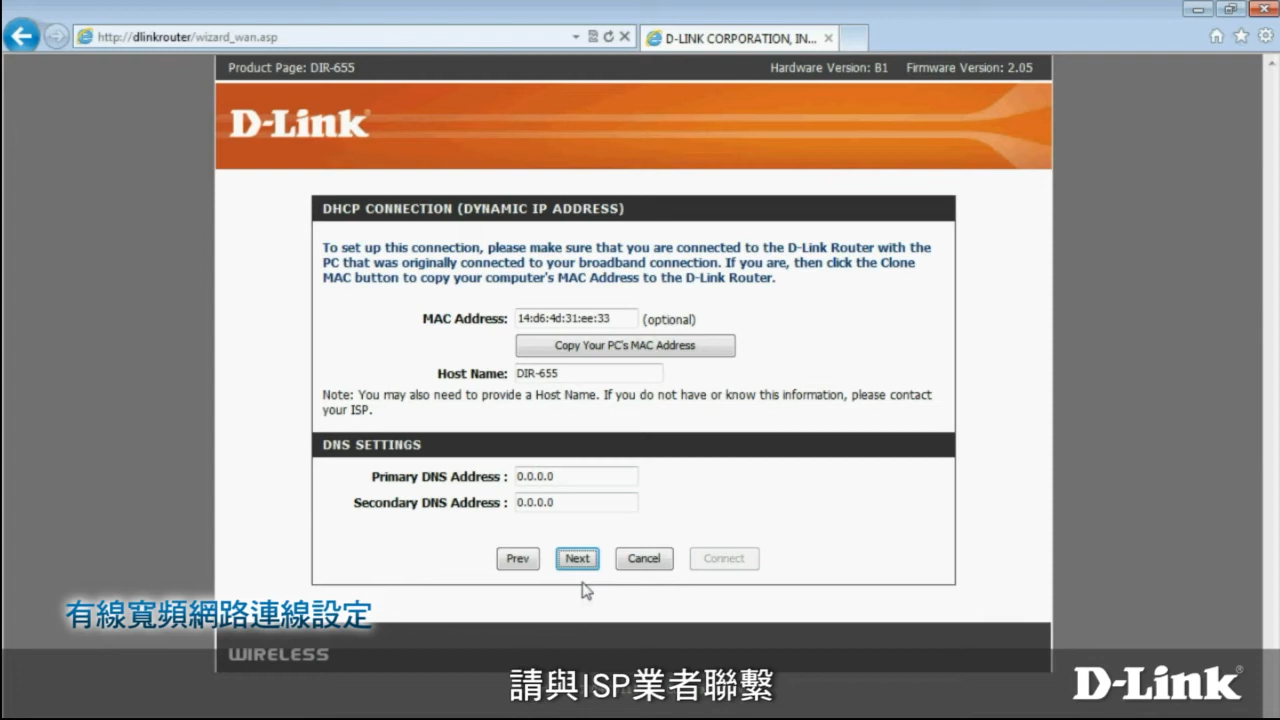 http://dlinkrouter/wizard_wan.asp
D-LINK CORPORATION, IN...
Product Page: DIR-655
Hardware Version: B1 Firmware Version: 2.05
D-Link
DHCP CONNECTION (DYNAMIC IP ADDRESS)
To set up this connection, please make sure that you are connected to the D-Link Router with the
PC that was originally connected to your broadband connection. If you are, then click the Clone
MAC button to copy your computer's MAC Address to the D-Link Router.
MAC Address: 14:d6:4d:31:ee:33 (optional)
Copy Your PC's MAC Address
Host Name: DIR-655
Note: You may also need to provide a Host Name. If you do not have or know this information, please contact
your ISP.
DNS SETTINGS
Primary DNS Address : 0.0.0.0
Secondary DNS Address : 0.0.0.0
Prev Next Cancel Connect
有線寬頻網路連線設定
WIRELESS
請與ISP業者聯繫
D-Link